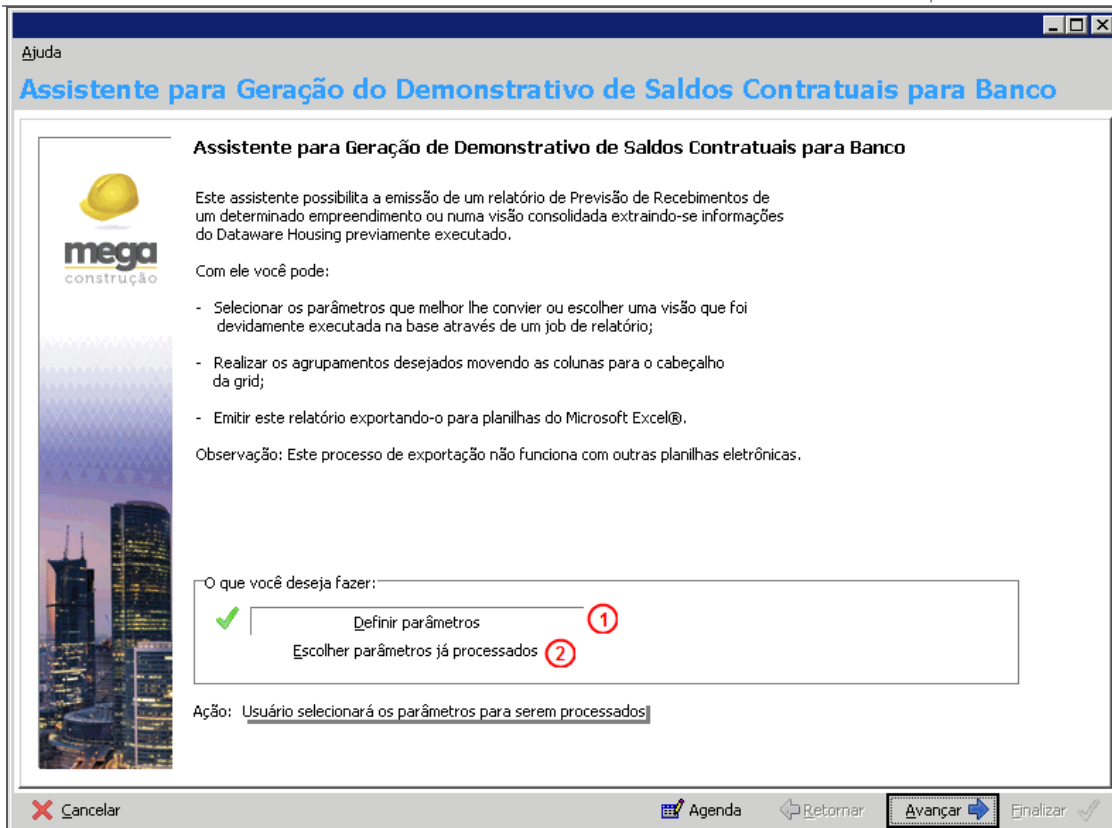 Ajuda
Assistente para Geração do Demonstrativo de Saldos Contratuais para Banco
mega
construção
Assistente para Geração de Demonstrativo de Saldos Contratuais para Banco
Este assistente possibilita a emissão de um relatório de Previsão de Recebimentos de
um determinado empreendimento ou numa visão consolidada extraindo-se informações
do Dataware Housing previamente executado.
Com ele você pode:
- Selecionar os parâmetros que melhor lhe convier ou escolher uma visão que foi
devidamente executada na base através de um job de relatório;
- Realizar os agrupamentos desejados movendo as colunas para o cabeçalho
da grid;
- Emitir este relatório exportando-o para planilhas do Microsoft Excel®.
Observação: Este processo de exportação não funciona com outras planilhas eletrônicas.
O que você deseja fazer:
Definir parâmetros 1
Escolher parâmetros já processados 2
Ação: Usuário selecionará os parâmetros para serem processados
Cancelar Agenda Retornar Avançar Finalizar